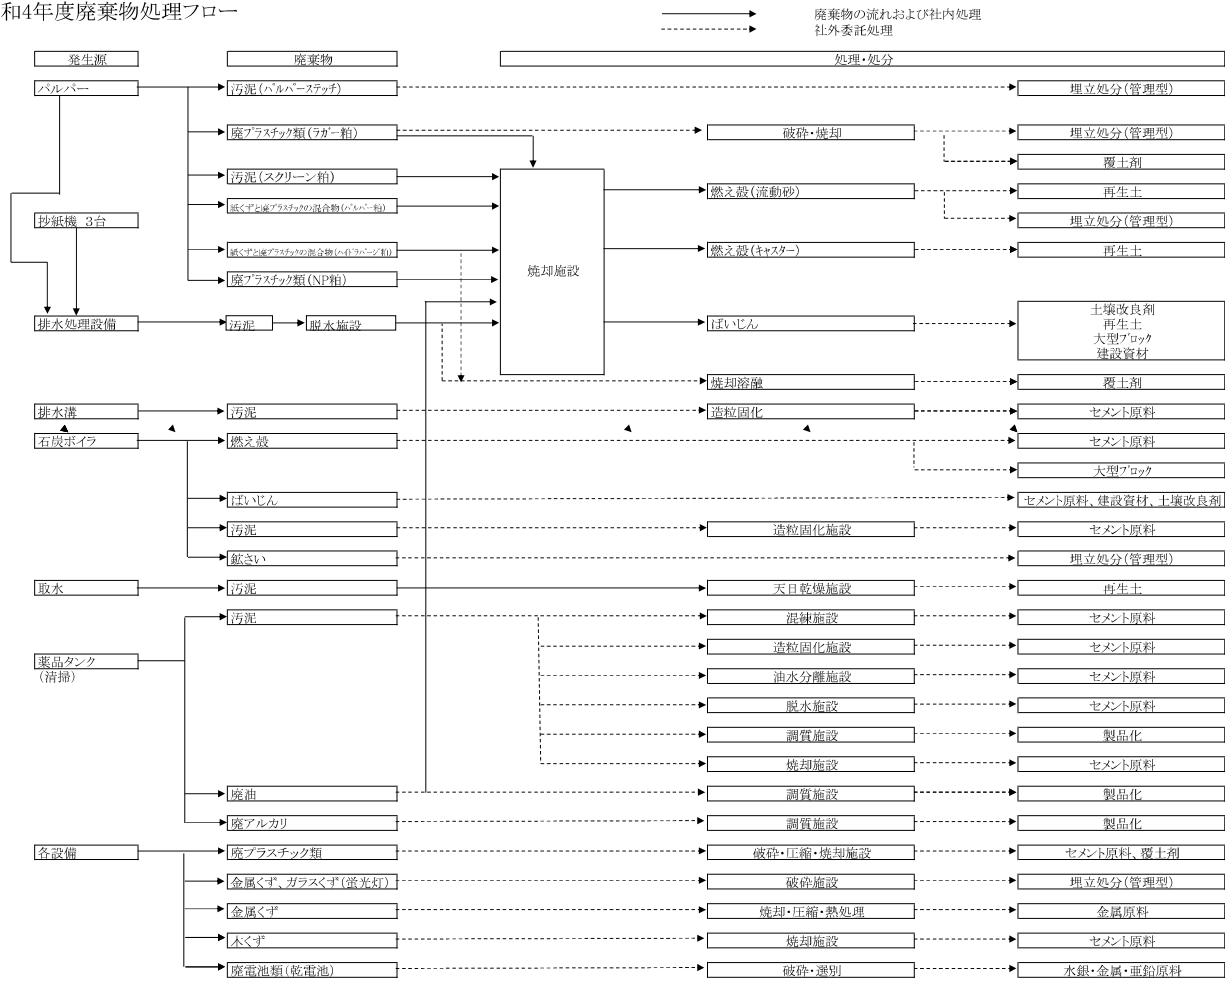 和4年度廃棄物処理フロー
廃棄物の流れおよび社内処理
社外委託処理
発生源
廃棄物
処理・処分
パルパー
汚泥(パルパーステッチ)
埋立処分(管理型)
廃プラスチック類(ラガー粕)
破砕・焼却
埋立処分(管理型)
覆土剤
汚泥(スクリーン粕)
燃え殻(流動砂)
再生土
紙くずと廃プラスチックの混合物(パルパー粕)
抄紙機 3台
埋立処分(管理型)
紙くずと廃プラスチックの混合物(ハイドラパージ粕)
燃え殻(キャスター)
再生土
焼却施設
廃プラスチック類(NP粕)
排水処理設備
汚泥
脱水施設
ばいじん
土壌改良剤
再生土
大型ブロック
建設資材
焼却溶融
覆土剤
排水溝
汚泥
造粒固化
セメント原料
石炭ボイラ
燃え殻
セメント原料
大型ブロック
ばいじん
セメント原料、建設資材、土壌改良剤
汚泥
造粒固化施設
セメント原料
鉱さい
埋立処分(管理型)
取水
汚泥
天日乾燥施設
再生土
汚泥
混練施設
セメント原料
造粒固化施設
セメント原料
薬品タンク
(清掃)
油水分離施設
セメント原料
脱水施設
セメント原料
調質施設
製品化
焼却施設
セメント原料
廃油
調質施設
製品化
廃アルカリ
調質施設
製品化
各設備
廃プラスチック類
破砕・圧縮・焼却施設
セメント原料、覆土剤
金属くず、ガラスくず(蛍光灯)
破砕施設
埋立処分(管理型)
金属くず
焼却・圧縮・熱処理
金属原料
木くず
焼却施設
セメント原料
廃電池類(乾電池)
破砕・選別
水銀・金属・亜鉛原料